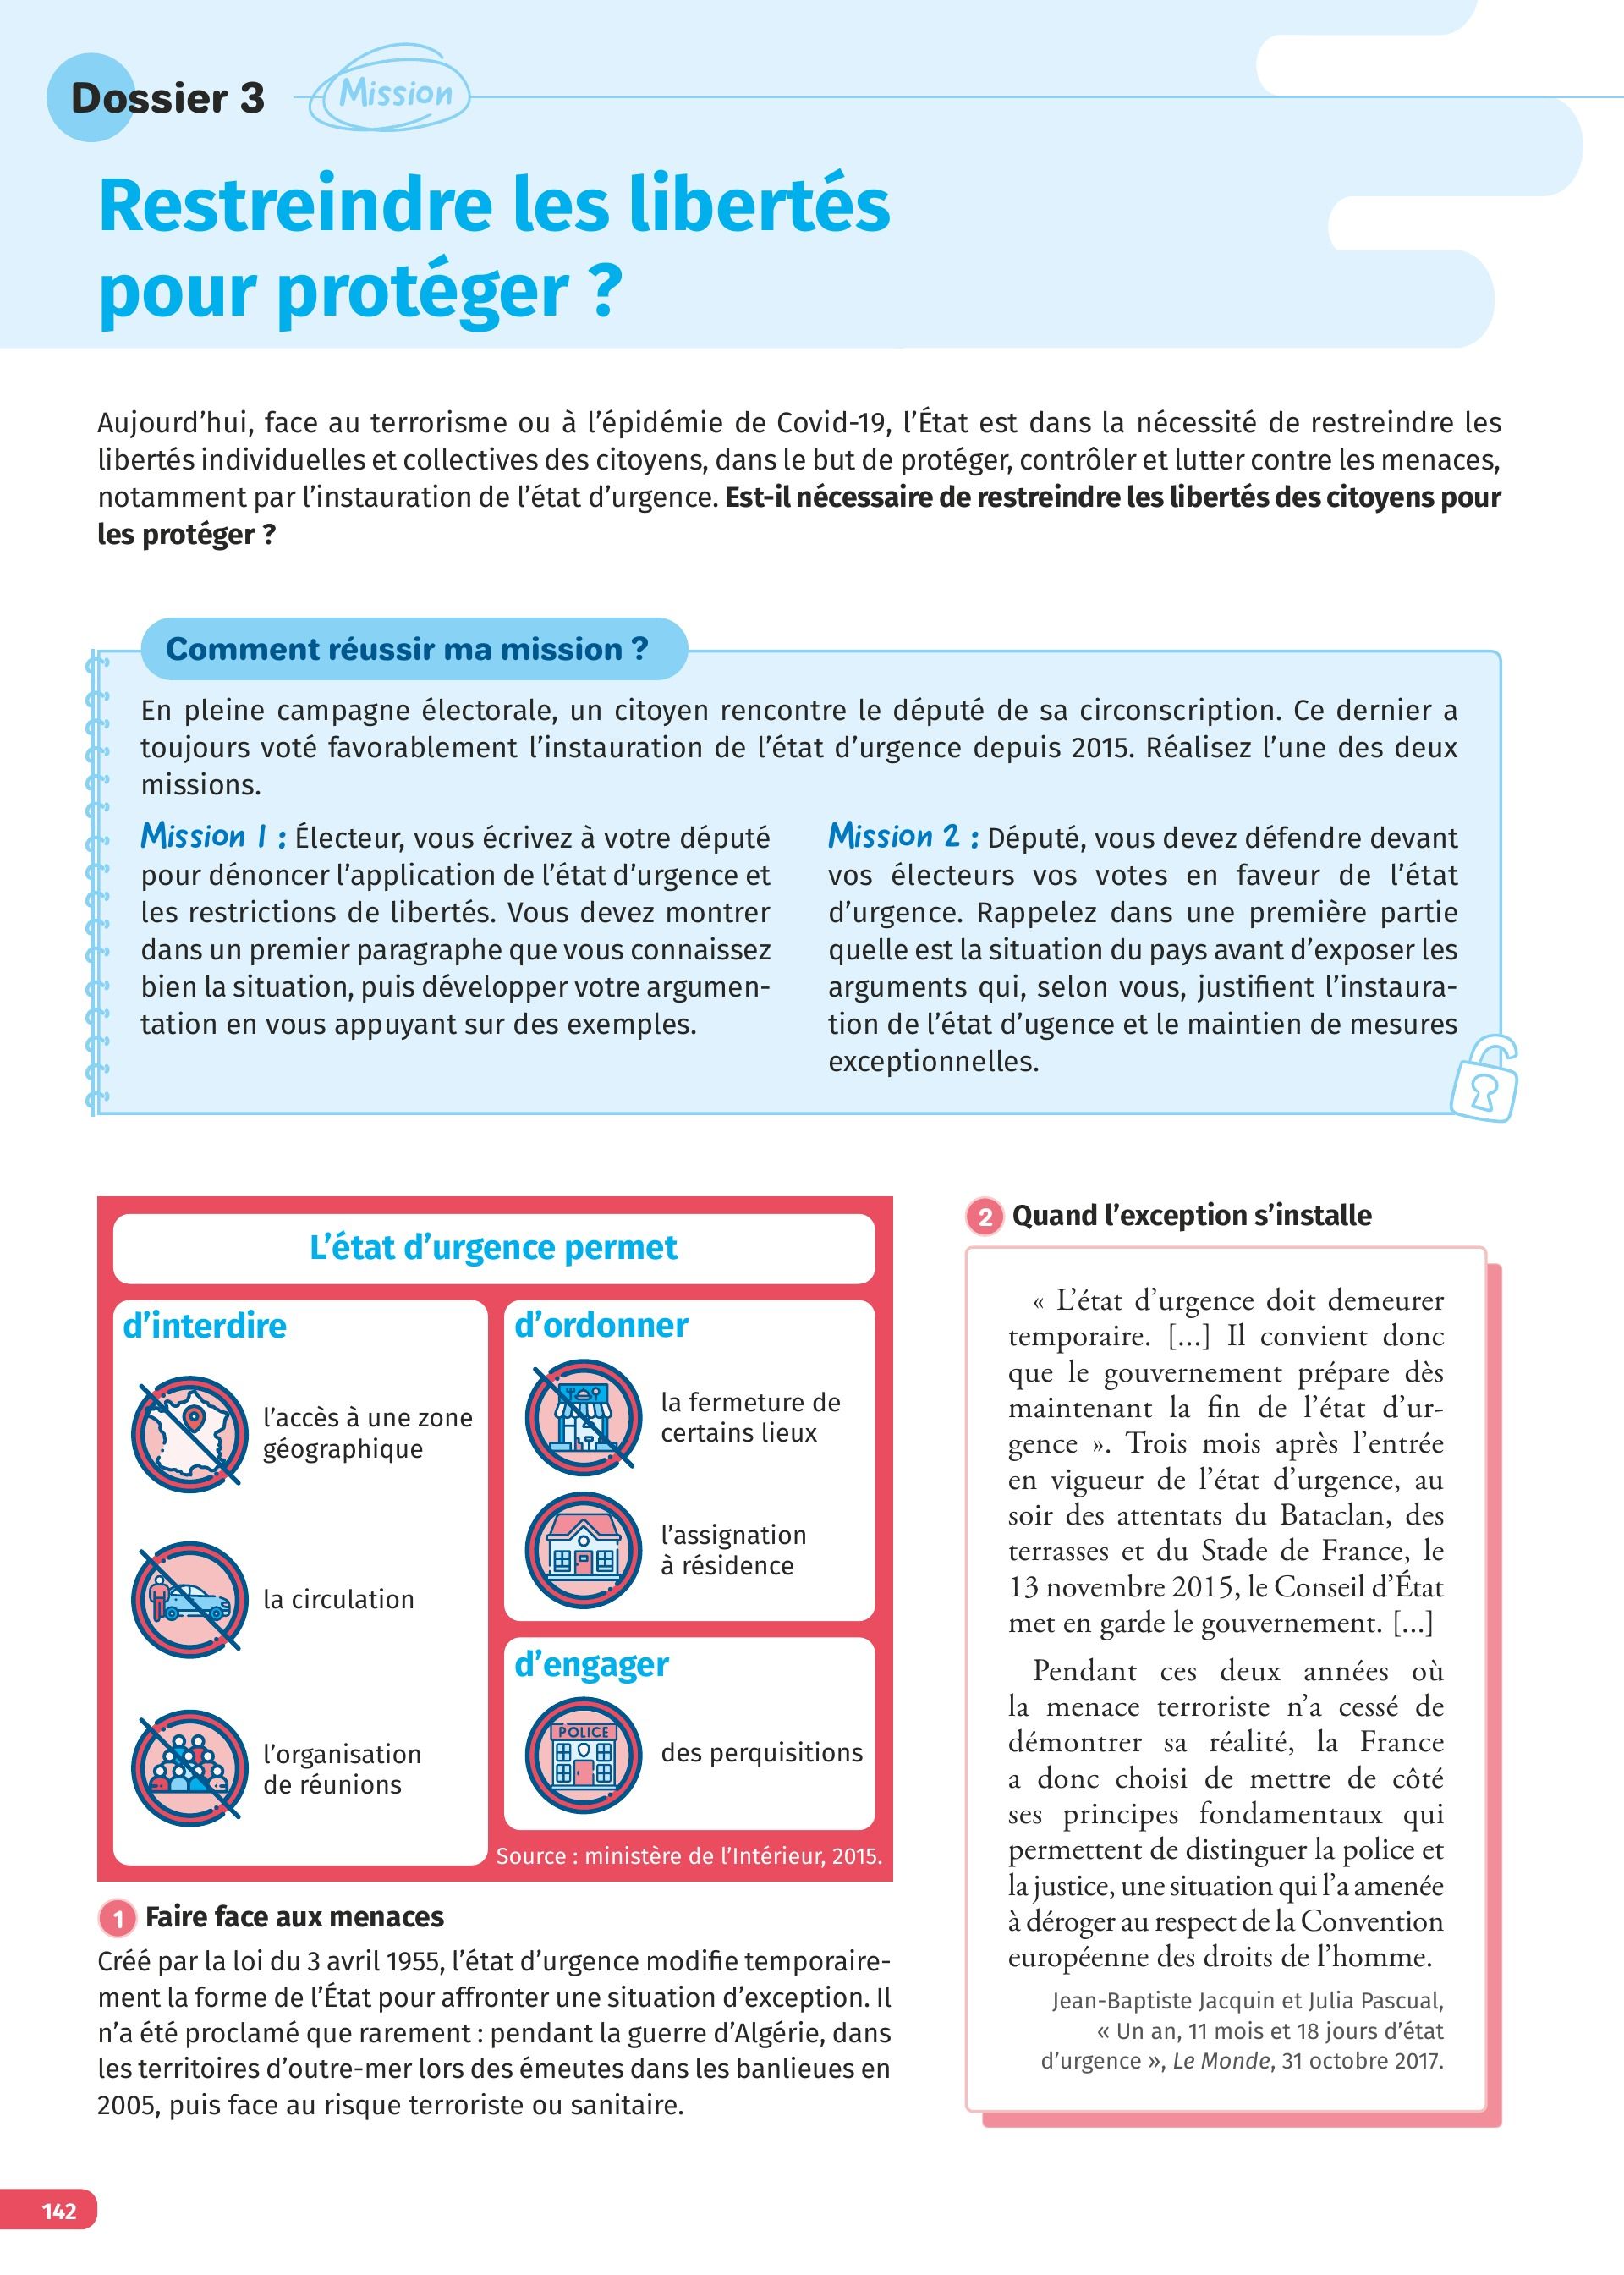 Dossier 3
Mission
Restreindre les libertés
pour protéger ?
Aujourd’hui, face au terrorisme ou à l’épidémie de Covid-19, l’État est dans la nécessité de restreindre les
libertés individuelles et collectives des citoyens, dans le but de protéger, contrôler et lutter contre les menaces,
notamment par l’instauration de l’état d’urgence. Est-il nécessaire de restreindre les libertés des citoyens pour
les protéger ?
Comment réussir ma mission ?
En pleine campagne électorale, un citoyen rencontre le député de sa circonscription. Ce dernier a
toujours voté favorablement l’instauration de l’état d’urgence depuis 2015. Réalisez l’une des deux
missions.
Mission 1 : Électeur, vous écrivez à votre député
pour dénoncer l’application de l’état d’urgence et
les restrictions de libertés. Vous devez montrer
dans un premier paragraphe que vous connaissez
bien la situation, puis développer votre argumen-
tation en vous appuyant sur des exemples.
Mission 2 : Député, vous devez défendre devant
vos électeurs vos votes en faveur de l’état
d’urgence. Rappelez dans une première partie
quelle est la situation du pays avant d’exposer les
arguments qui, selon vous, justifient l’instaura-
tion de l’état d’ugence et le maintien de mesures
exceptionnelles.
L’état d’urgence permet
d’interdire
l’accès à une zone
géographique
la circulation
l’organisation
de réunions
d’ordonner
la fermeture de
certains lieux
l’assignation
à résidence
d’engager
POLICE
des perquisitions
Source : ministère de l’Intérieur, 2015.
1 Faire face aux menaces
Créé par la loi du 3 avril 1955, l’état d’urgence modifie temporaire-
ment la forme de l’État pour affronter une situation d’exception. Il
n’a été proclamé que rarement : pendant la guerre d’Algérie, dans
les territoires d’outre-mer lors des émeutes dans les banlieues en
2005, puis face au risque terroriste ou sanitaire.
2 Quand l’exception s’installe
« L’état d’urgence doit demeurer
temporaire. [...] Il convient donc
que le gouvernement prépare dès
maintenant la fin de l’état d’ur-
gence ». Trois mois après l’entrée
en vigueur de l’état d’urgence, au
soir des attentats du Bataclan, des
terrasses et du Stade de France, le
13 novembre 2015, le Conseil d’État
met en garde le gouvernement. [...]
Pendant ces deux années où
la menace terroriste n’a cessé de
démontrer sa réalité, la France
a donc choisi de mettre de côté
ses principes fondamentaux qui
permettent de distinguer la police et
la justice, une situation qui l’a amenée
à déroger au respect de la Convention
européenne des droits de l’homme.
Jean-Baptiste Jacquin et Julia Pascual,
« Un an, 11 mois et 18 jours d’état
d’urgence », Le Monde, 31 octobre 2017.
142